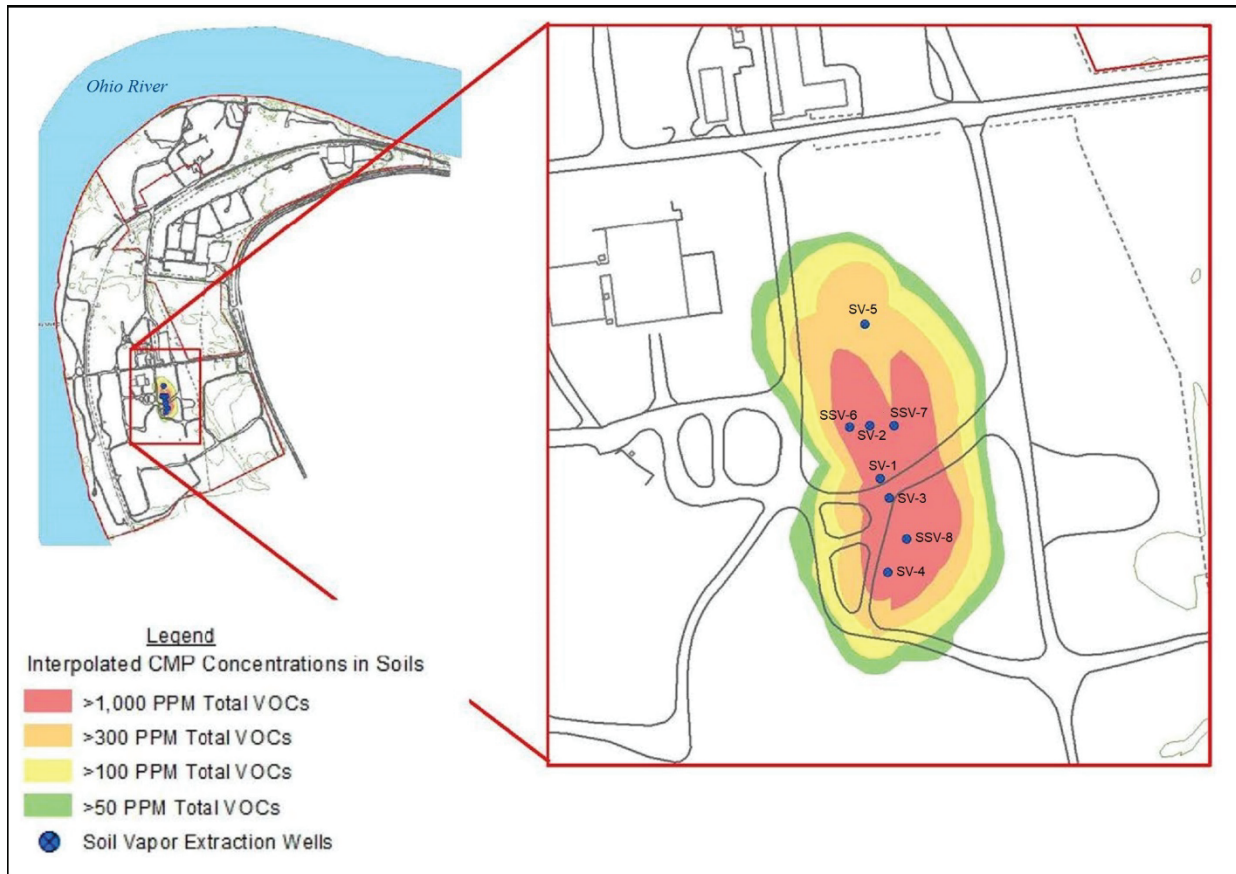 Ohio River
SV-5
SSV-6
SSV-7
SV-2
SV-1
SV-3
SSV-8
SV-4
Legend
Interpolated CMP Concentrations in Soils
>1,000 PPM Total VOCs
>300 PPM Total VOCs
>100 PPM Total VOCs
>50 PPM Total VOCs
Soil Vapor Extraction Wells